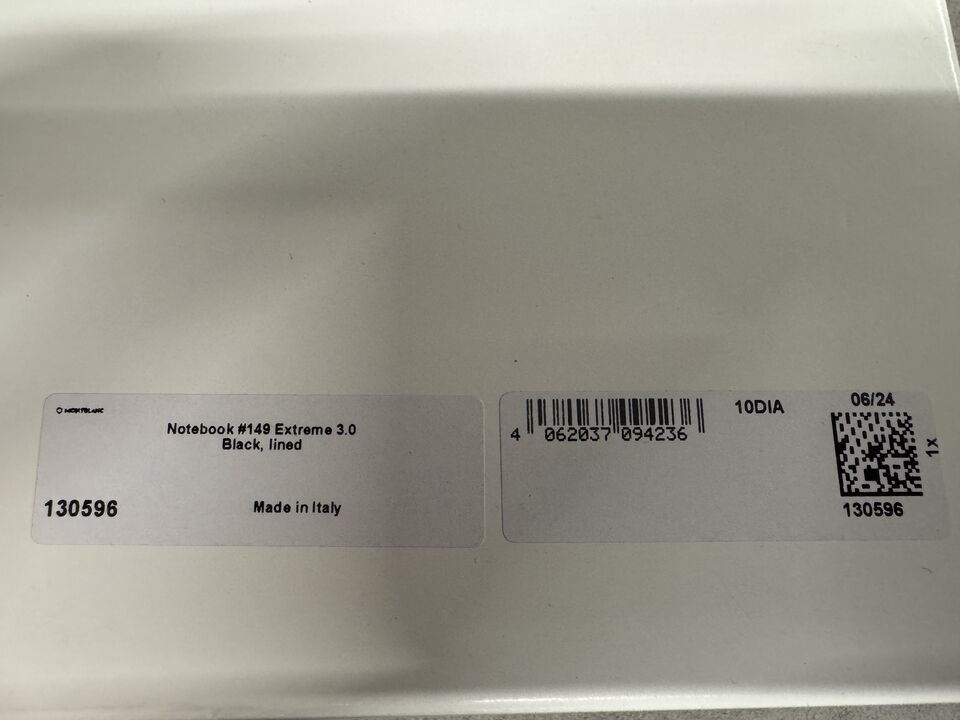 MONTBLANC
Notebook #149 Extreme 3.0
Black, lined
130596
Made in Italy
4 062037 094236
10DIA
06/24
1x
130596